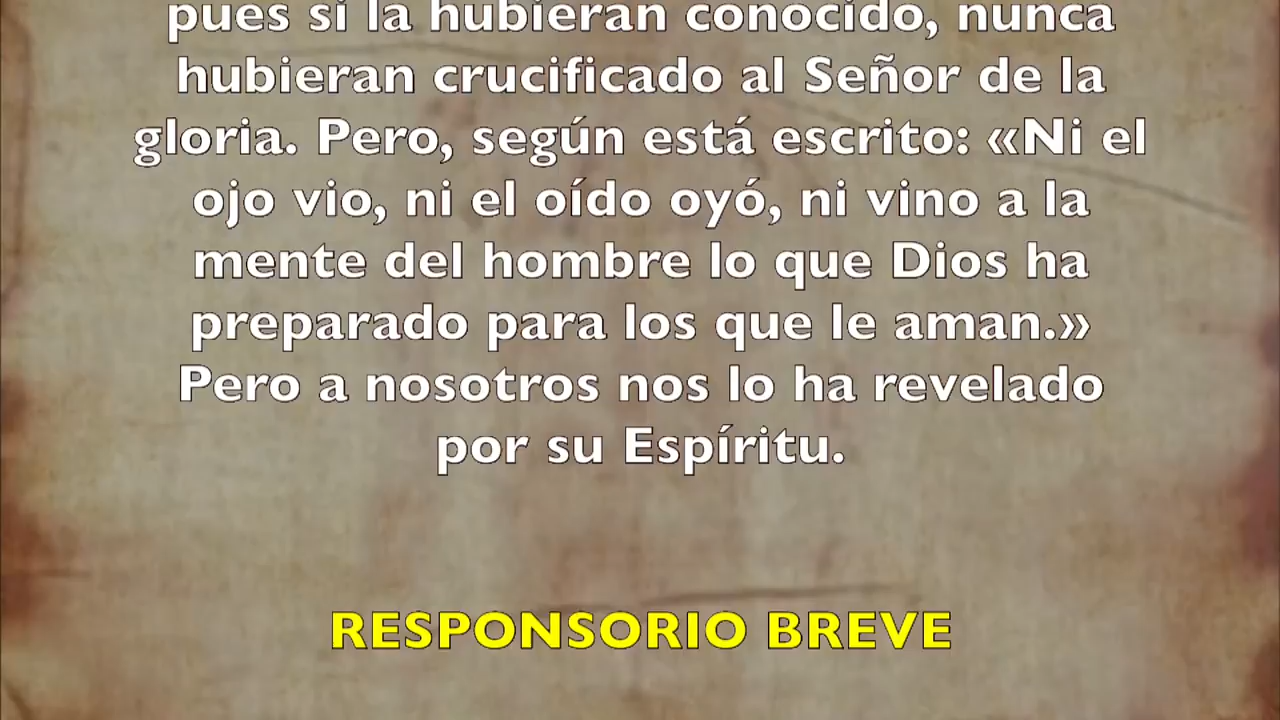 pues si la hubieran conocido, nunca
hubieran crucificado al Señor de la
gloria. Pero, según está escrito: «Ni el
ojo vio, ni el oído oyó, ni vino a la
mente del hombre lo que Dios ha
preparado para los que le aman.»
Pero a nosotros nos lo ha revelado
por su Espíritu.
RESPONSORIO BREVE